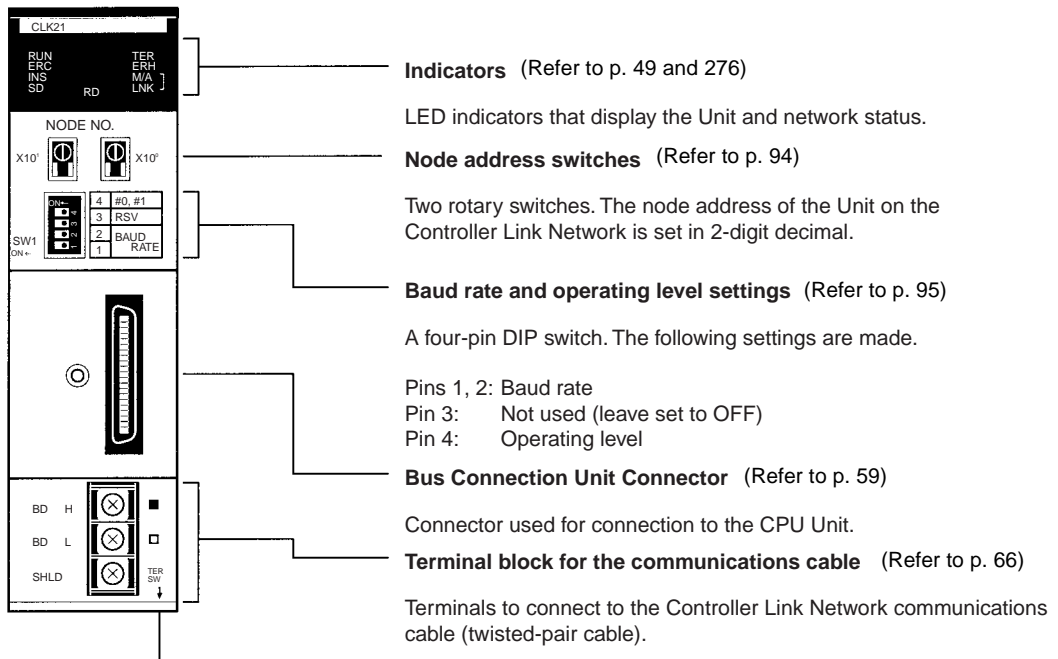 CLK21
RUN TER
ERC ERH
INS M/A
SD RD LNK
NODE NO.
X10¹ X10⁰
ON←
4 #0, #1
3 RSV
2 BAUD
1 RATE
4
3
2
1
SW1
ON ←
BD H
BD L
SHLD
TER
SW
Indicators (Refer to p. 49 and 276)
LED indicators that display the Unit and network status.
Node address switches (Refer to p. 94)
Two rotary switches. The node address of the Unit on the
Controller Link Network is set in 2-digit decimal.
Baud rate and operating level settings (Refer to p. 95)
A four-pin DIP switch. The following settings are made.
Pins 1, 2: Baud rate
Pin 3: Not used (leave set to OFF)
Pin 4: Operating level
Bus Connection Unit Connector (Refer to p. 59)
Connector used for connection to the CPU Unit.
Terminal block for the communications cable (Refer to p. 66)
Terminals to connect to the Controller Link Network communications
cable (twisted-pair cable).